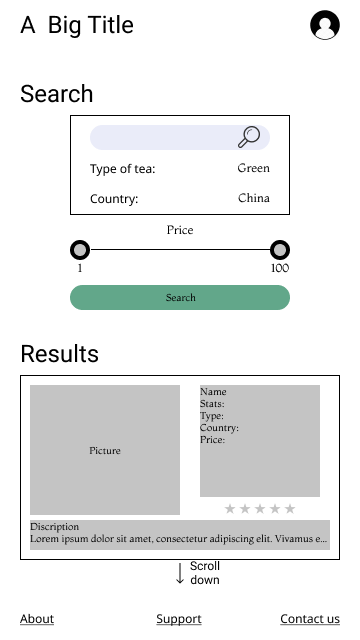 A  Big Title
Search
Type of tea: Green
Country: China
Price
1 100
Search
Results
Picture
Name
Stats:
Type:
Country:
Price:
Discription
Lorem ipsum dolor sit amet, consectetur adipiscing elit. Vivamus e...
Scroll
down
About Support Contact us